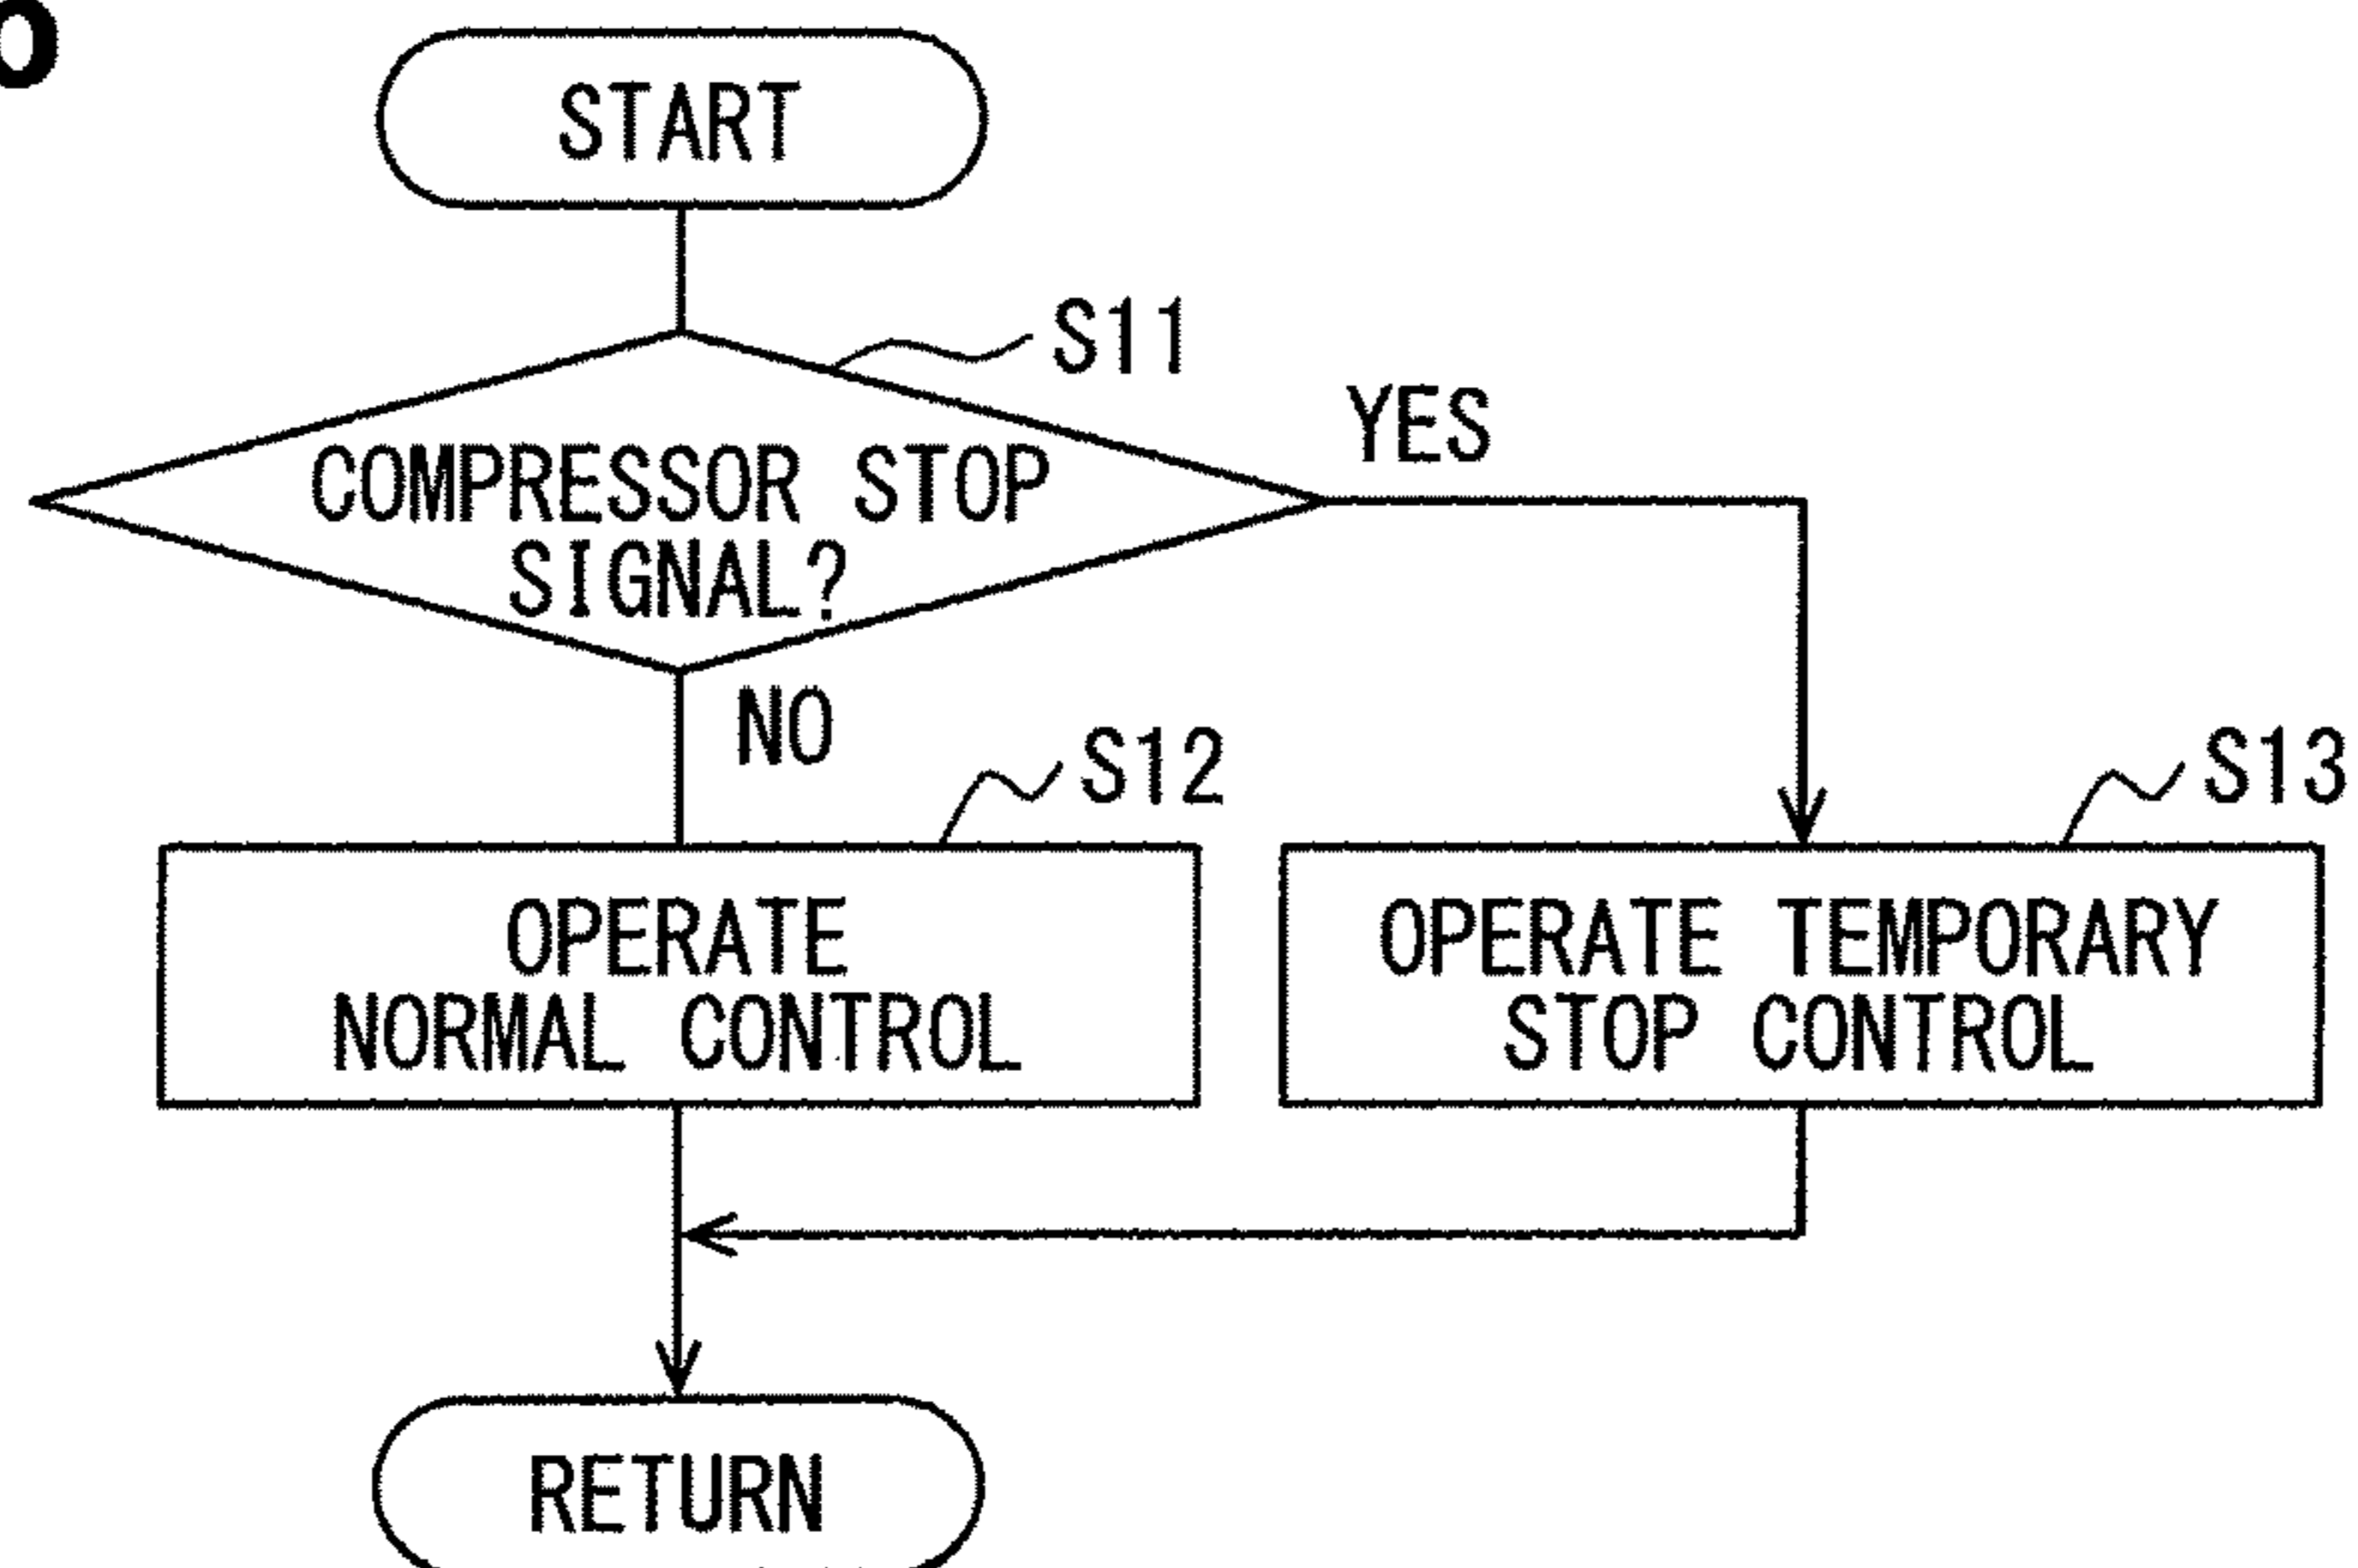 START
S11
YES
COMPRESSOR STOP
SIGNAL?
NO
S12
S13
OPERATE
NORMAL CONTROL
OPERATE TEMPORARY
STOP CONTROL
RETURN